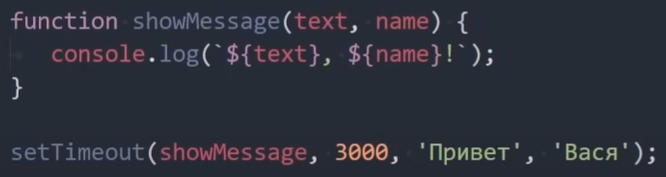 function showMessage(text, name) {
console.log(`${text}, ${name}!`);
}
setTimeout(showMessage, 3000, 'Привет', 'Вася');